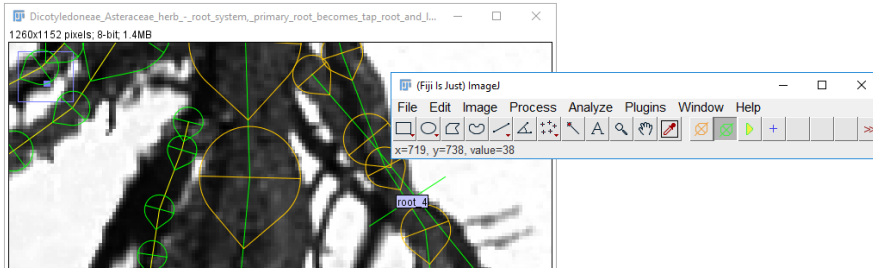 Dicotyledoneae_Asteraceae_herb_-_root_system,_primary_root_becomes_tap_root_and_l...
1260x1152 pixels; 8-bit; 1.4MB
(Fiji Is Just) ImageJ
File Edit Image Process Analyze Plugins Window Help
x=719, y=738, value=38
root_4